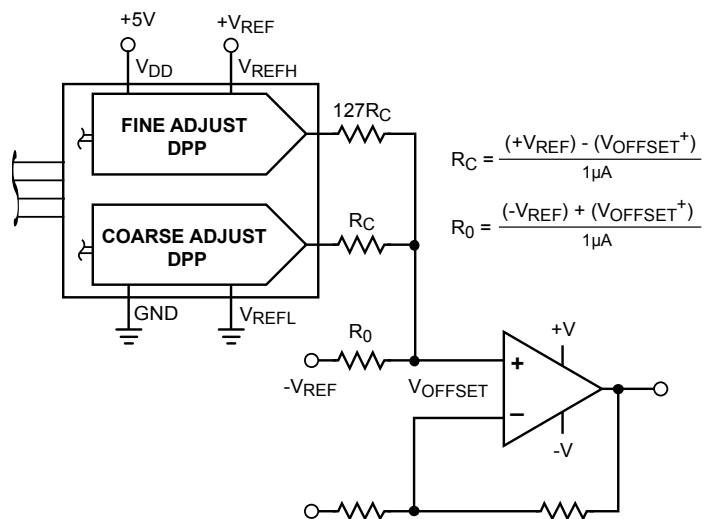 +5V
+VREF
VDD
VREFH
FINE ADJUST
DPP
127RC
RC = (+VREF) - (VOFFSET+)
1µA
COARSE ADJUST
DPP
RC
R0 = (-VREF) + (VOFFSET+)
1µA
GND
VREFL
R0
+V
+
-VREF
VOFFSET
−
-V